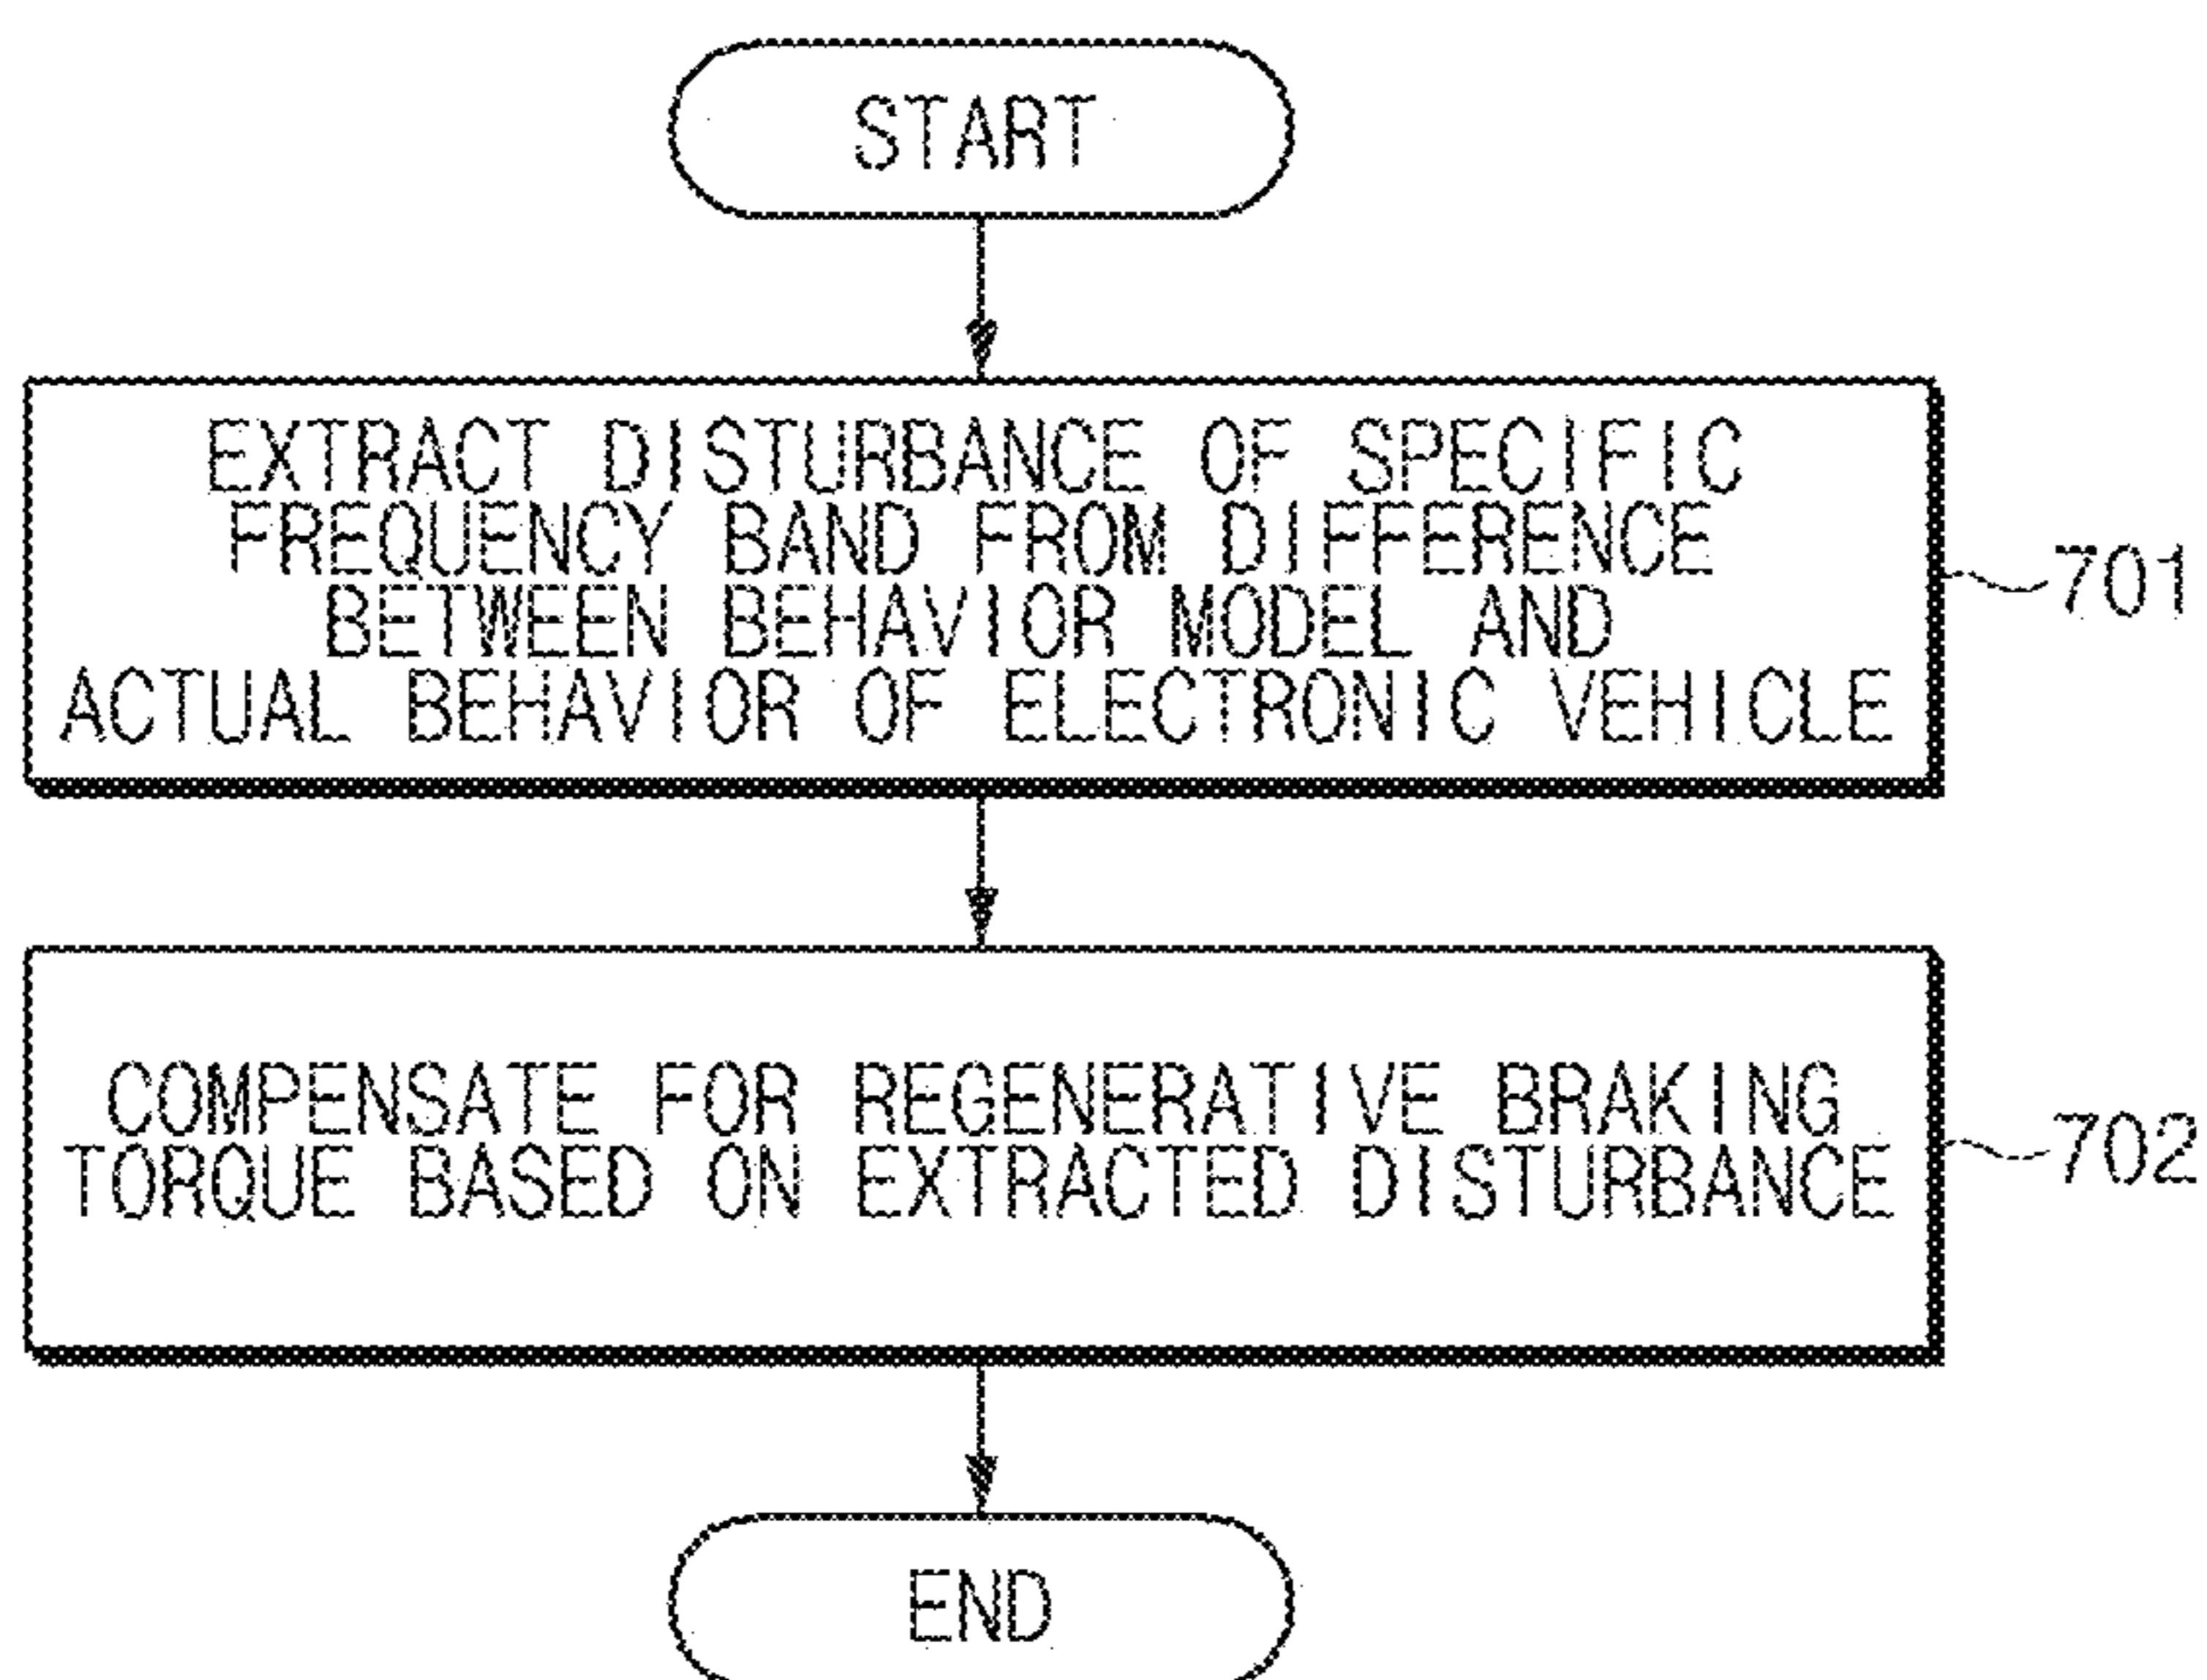 START
EXTRACT DISTURBANCE OF SPECIFIC
FREQUENCY BAND FROM DIFFERENCE
BETWEEN BEHAVIOR MODEL AND
ACTUAL BEHAVIOR OF ELECTRONIC VEHICLE
701
COMPENSATE FOR REGENERATIVE BRAKING
TORQUE BASED ON EXTRACTED DISTURBANCE
702
END